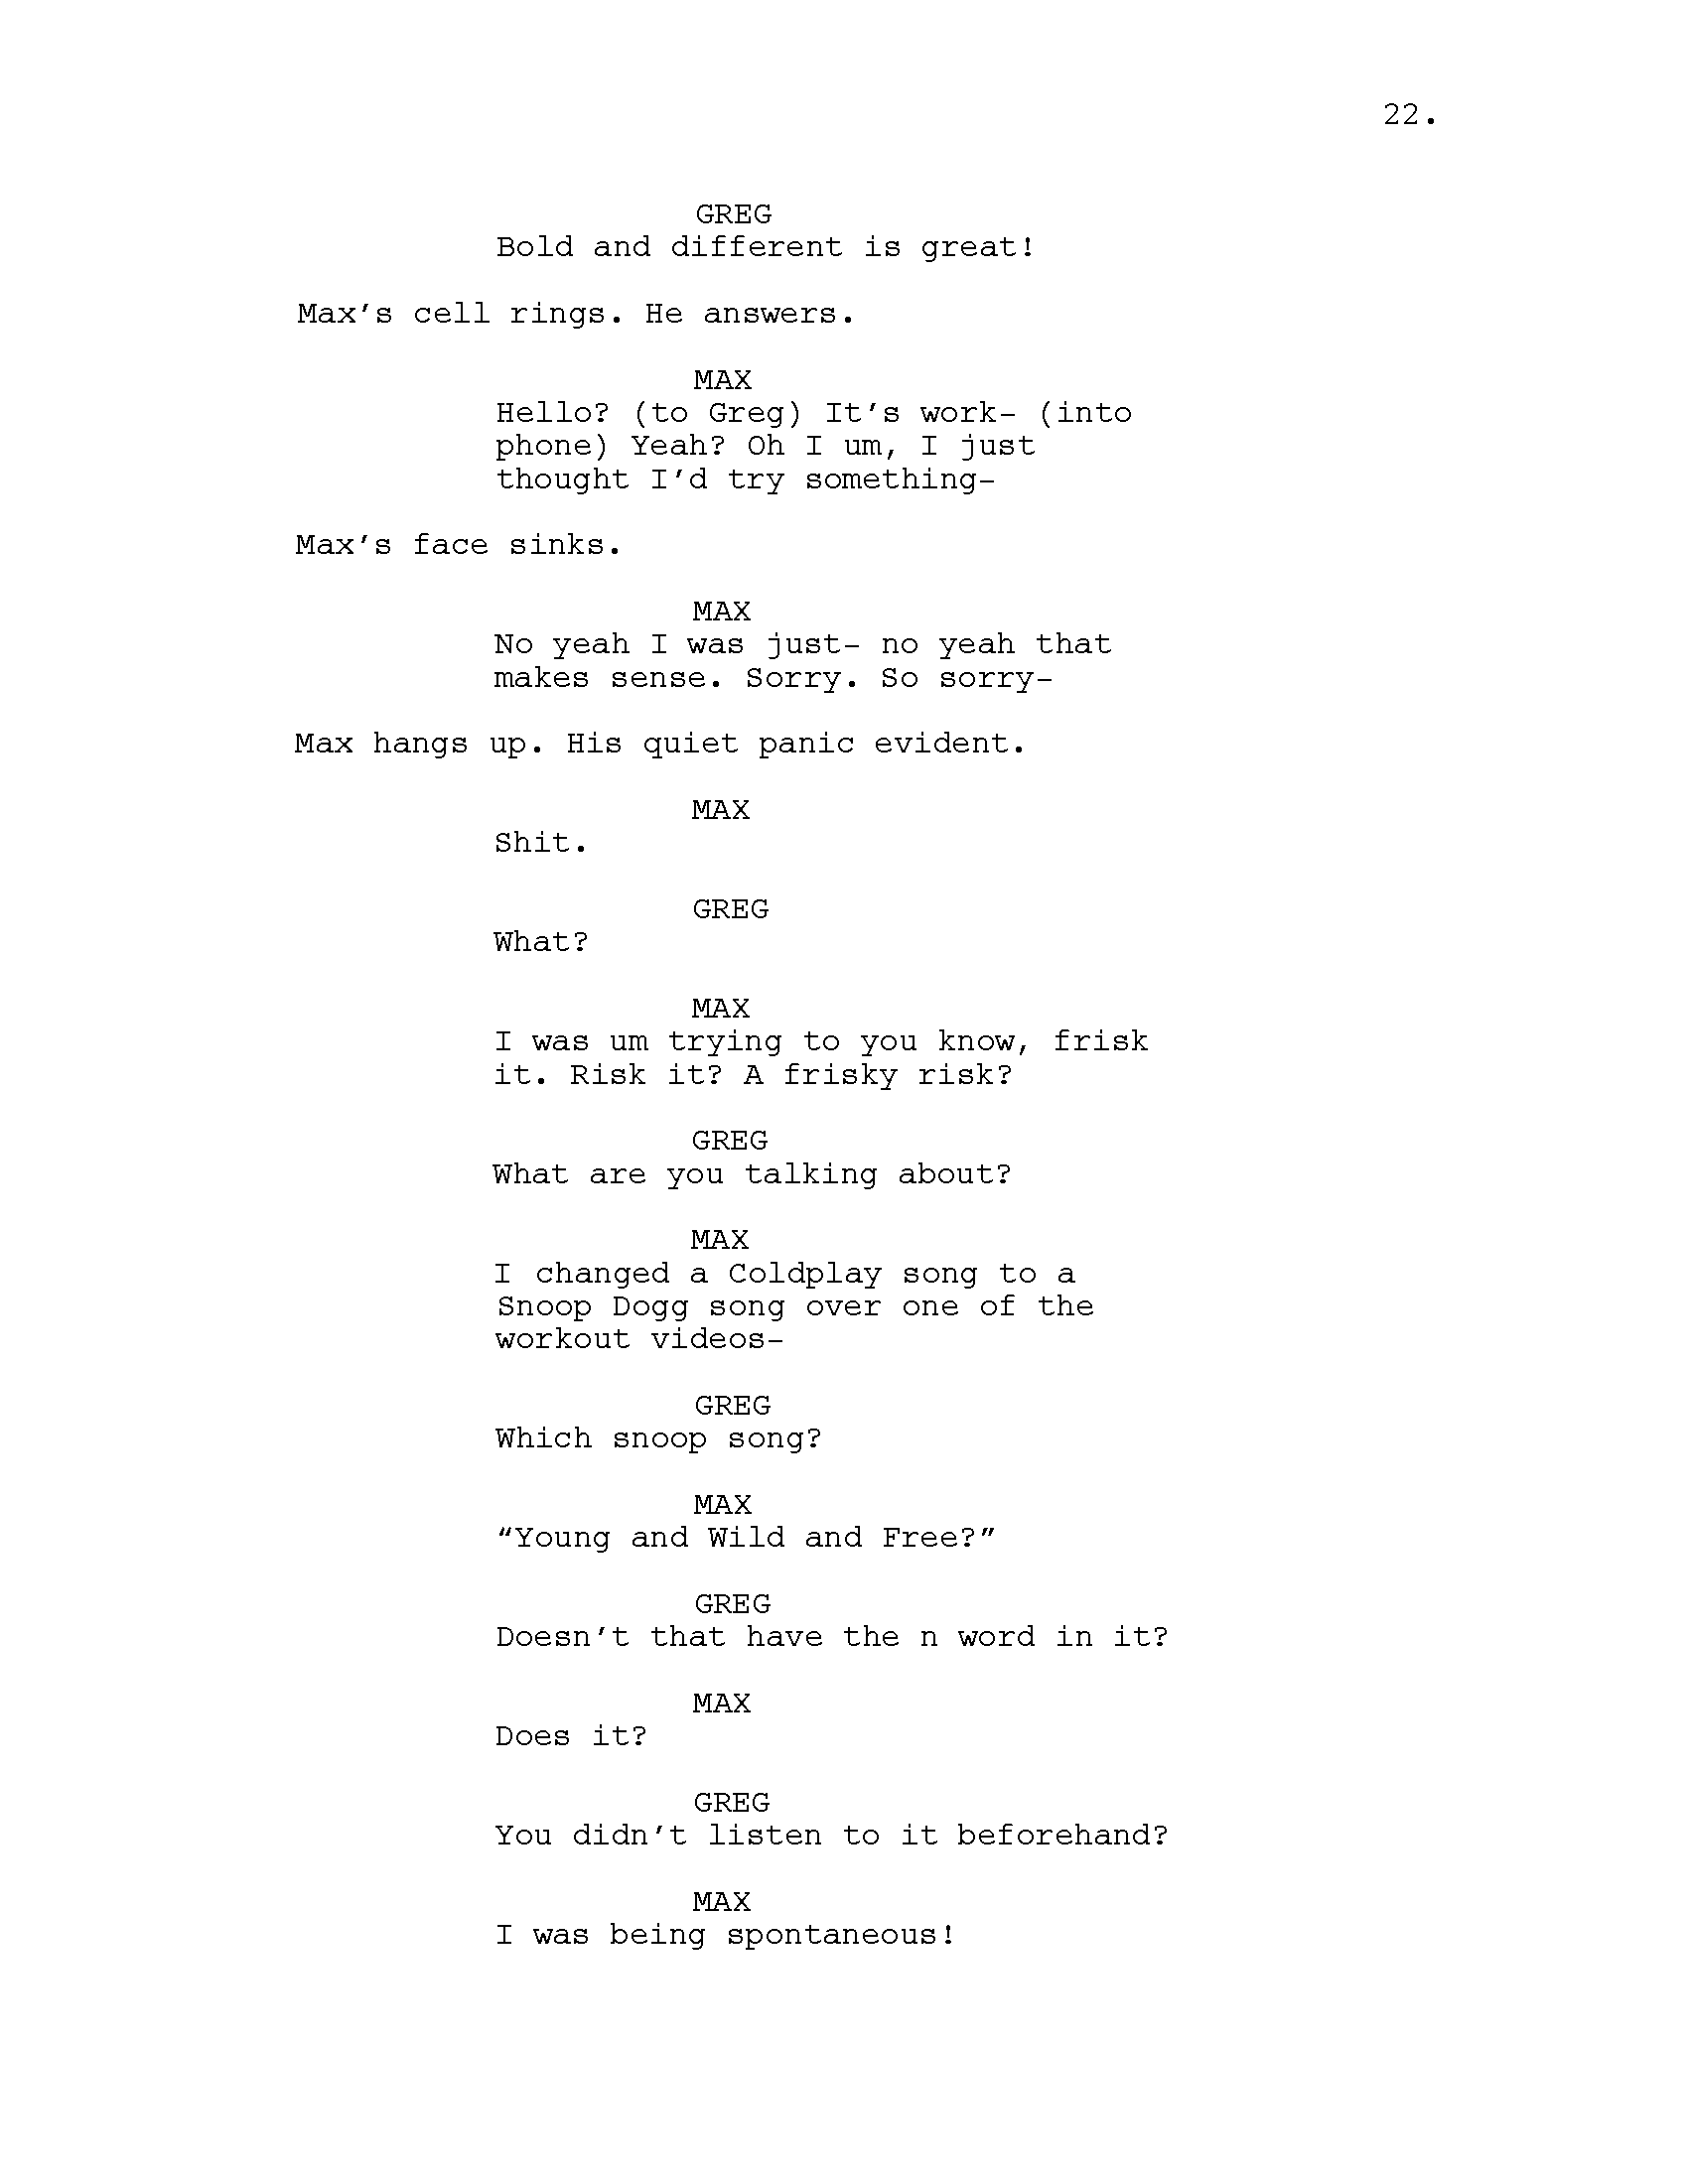 22.
GREG
Bold and different is great!
Max's cell rings. He answers.
MAX
Hello? (to Greg) It's work- (into
phone) Yeah? Oh I um, I just
thought I'd try something-
Max's face sinks.
MAX
No yeah I was just- no yeah that
makes sense. Sorry. So sorry-
Max hangs up. His quiet panic evident.
MAX
Shit.
GREG
What?
MAX
I was um trying to you know, frisk
it. Risk it? A frisky risk?
GREG
What are you talking about?
MAX
I changed a Coldplay song to a
Snoop Dogg song over one of the
workout videos-
GREG
Which snoop song?
MAX
“Young and Wild and Free?”
GREG
Doesn't that have the n word in it?
MAX
Does it?
GREG
You didn't listen to it beforehand?
MAX
I was being spontaneous!